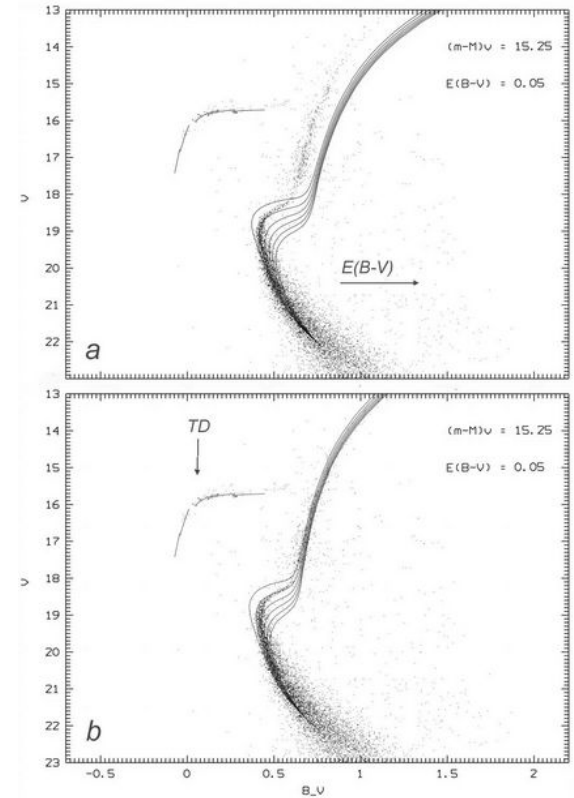 13
14
15
16
17
18
19
20
21
22
V
(m-M)v = 15.25
E(B-V) = 0.05
E(B-V)
a
13
14
15
16
17
18
19
20
21
22
23
V
TD
(m-M)v = 15.25
E(B-V) = 0.05
b
-0.5
0
0.5
1
1.5
2
B_V